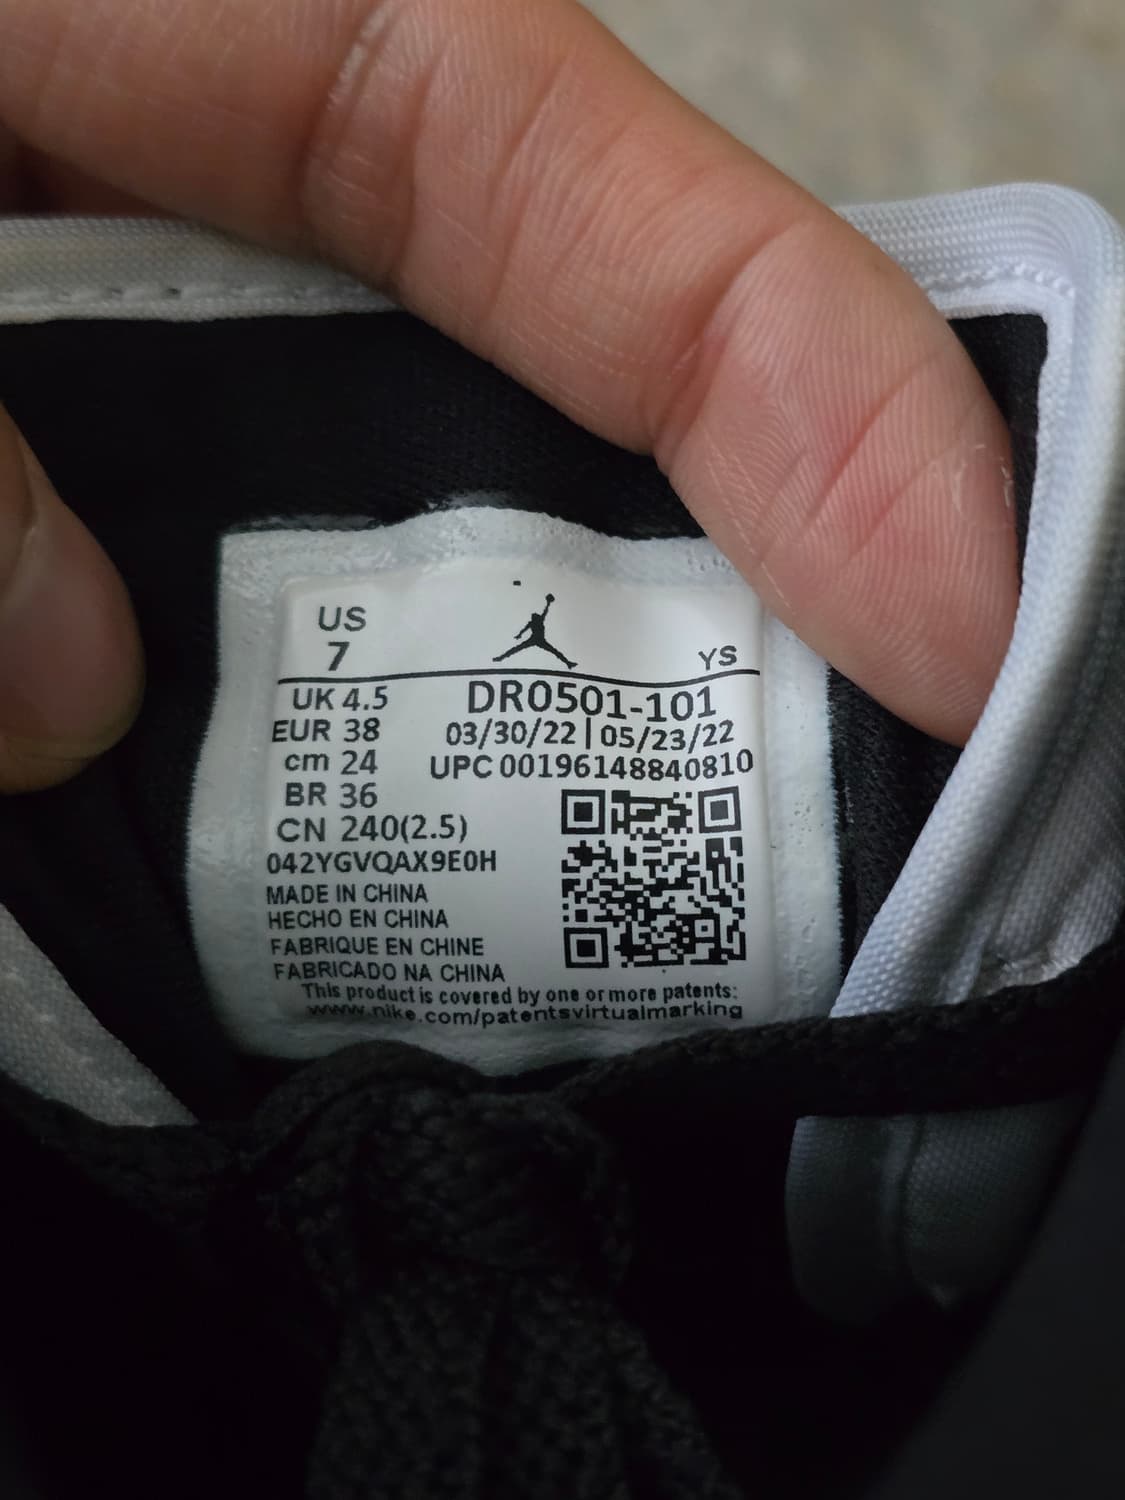 US
7
YS
UK 4.5
EUR 38
cm 24
BR 36
CN 240(2.5)
042YGVQAX9E0H
DR0501-101
03/30/22 | 05/23/22
UPC 00196148840810
MADE IN CHINA
HECHO EN CHINA
FABRIQUE EN CHINE
FABRICADO NA CHINA
This product is covered by one or more patents:
www.nike.com/patentsvirtualmarking